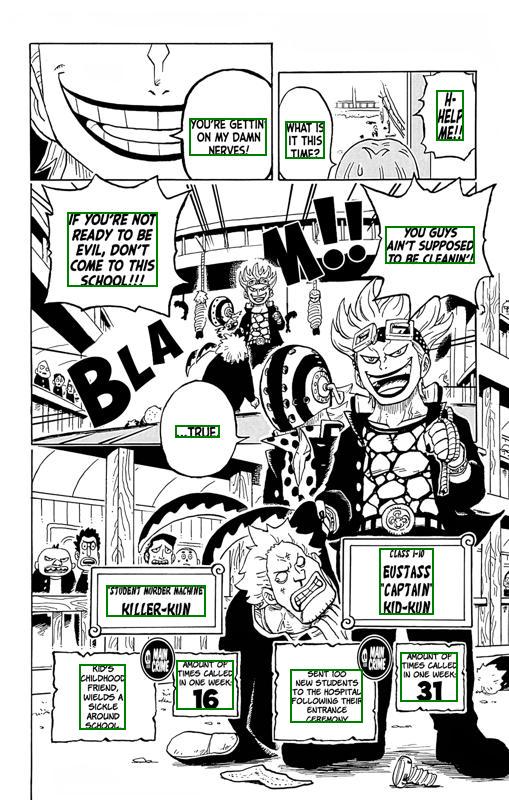 H-
HELP
ME!!
WHAT IS
IT THIS
TIME?
YOU'RE GETTIN
ON MY DAMN
NERVES!
YOU GUYS
AIN'T SUPPOSED
TO BE CLEANIN'!
IF YOU'RE NOT
READY TO BE
EVIL, DON'T
COME TO THIS
SCHOOL!!!
BLA
M!!
...TRUE.
CLASS 1-10
EUSTASS
"CAPTAIN"
KID-KUN
"STUDENT MURDER MACHINE"
KILLER-KUN
MAIN
CRIME
SENT 100
NEW STUDENTS
TO THE HOSPITAL
FOLLOWING THEIR
ENTRANCE
CEREMONY
AMOUNT OF
TIMES CALLED
IN ONE WEEK:
31
MAIN
CRIME
KID'S
CHILDHOOD
FRIEND,
WIELDS A
SICKLE
AROUND
SCHOOL
AMOUNT OF
TIMES CALLED
IN ONE WEEK:
16